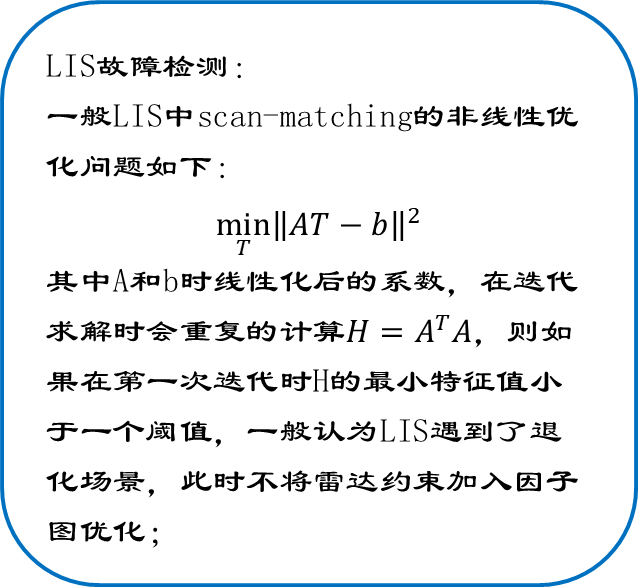 LIS故障检测：
一般LIS中scan-matching的非线性优
化问题如下：
min_T ‖AT − b‖²
其中A和b时线性化后的系数，在迭代
求解时会重复的计算H = AᵀA，则如
果在第一次迭代时H的最小特征值小
于一个阈值，一般认为LIS遇到了退
化场景，此时不将雷达约束加入因子
图优化；